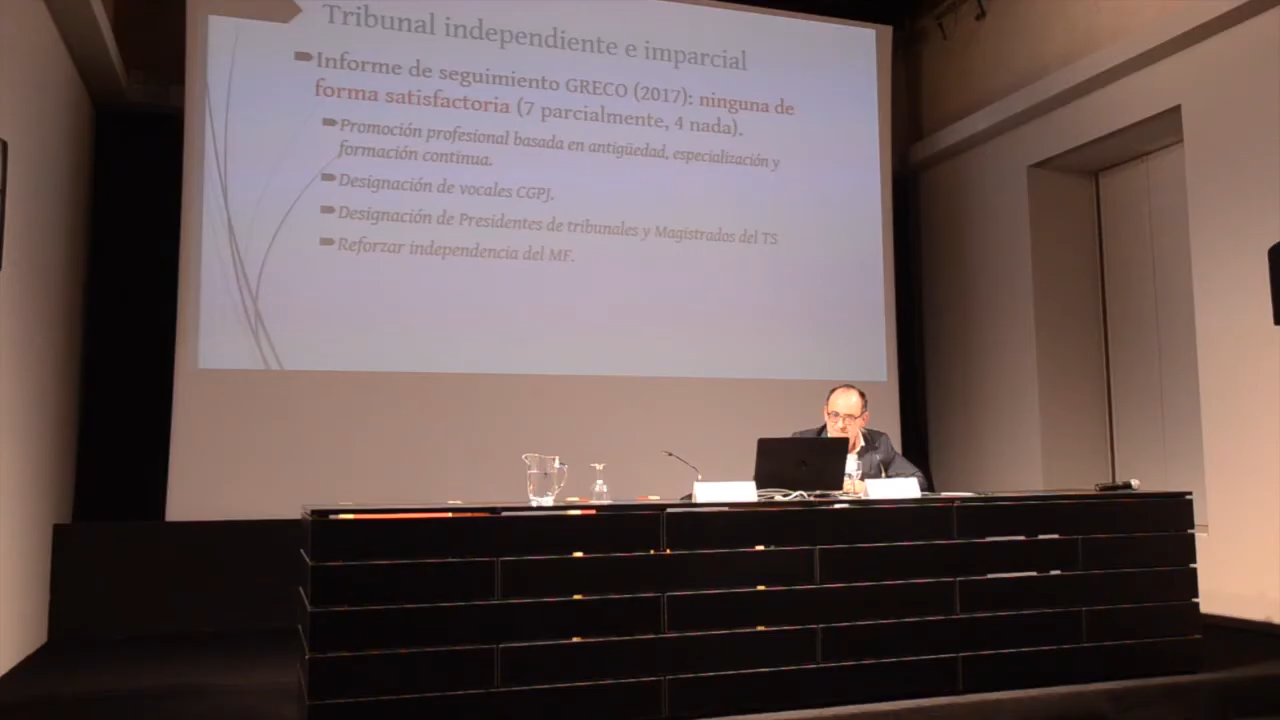 Tribunal independiente e imparcial
Informe de seguimiento GRECO (2017): ninguna de
forma satisfactoria (7 parcialmente, 4 nada).
Promoción profesional basada en antigüedad, especialización y
formación continua.
Designación de vocales CGPJ.
Designación de Presidentes de tribunales y Magistrados del TS
Reforzar independencia del MF.